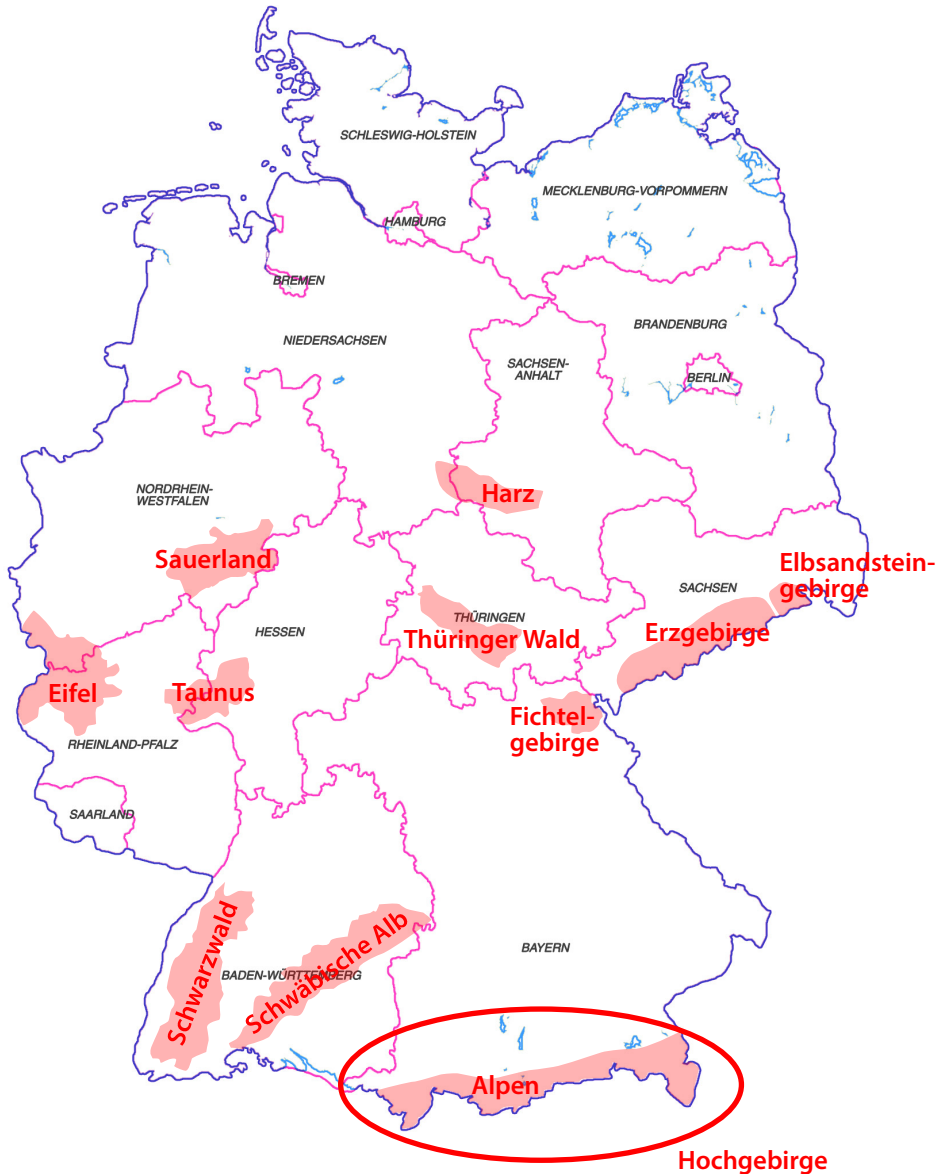 SCHLESWIG-HOLSTEIN
MECKLENBURG-VORPOMMERN
HAMBURG
BREMEN
BRANDENBURG
NIEDERSACHSEN
SACHSEN-
ANHALT
BERLIN
NORDRHEIN-
WESTFALEN
Harz
Sauerland
Elbsandstein-
gebirge
SACHSEN
THÜRINGEN
HESSEN
Thüringer Wald
Erzgebirge
Eifel
Taunus
Fichtel-
gebirge
RHEINLAND-PFALZ
SAARLAND
Schwarzwald
Schwäbische Alb
BADEN-WÜRTTEMBERG
BAYERN
Alpen
Hochgebirge